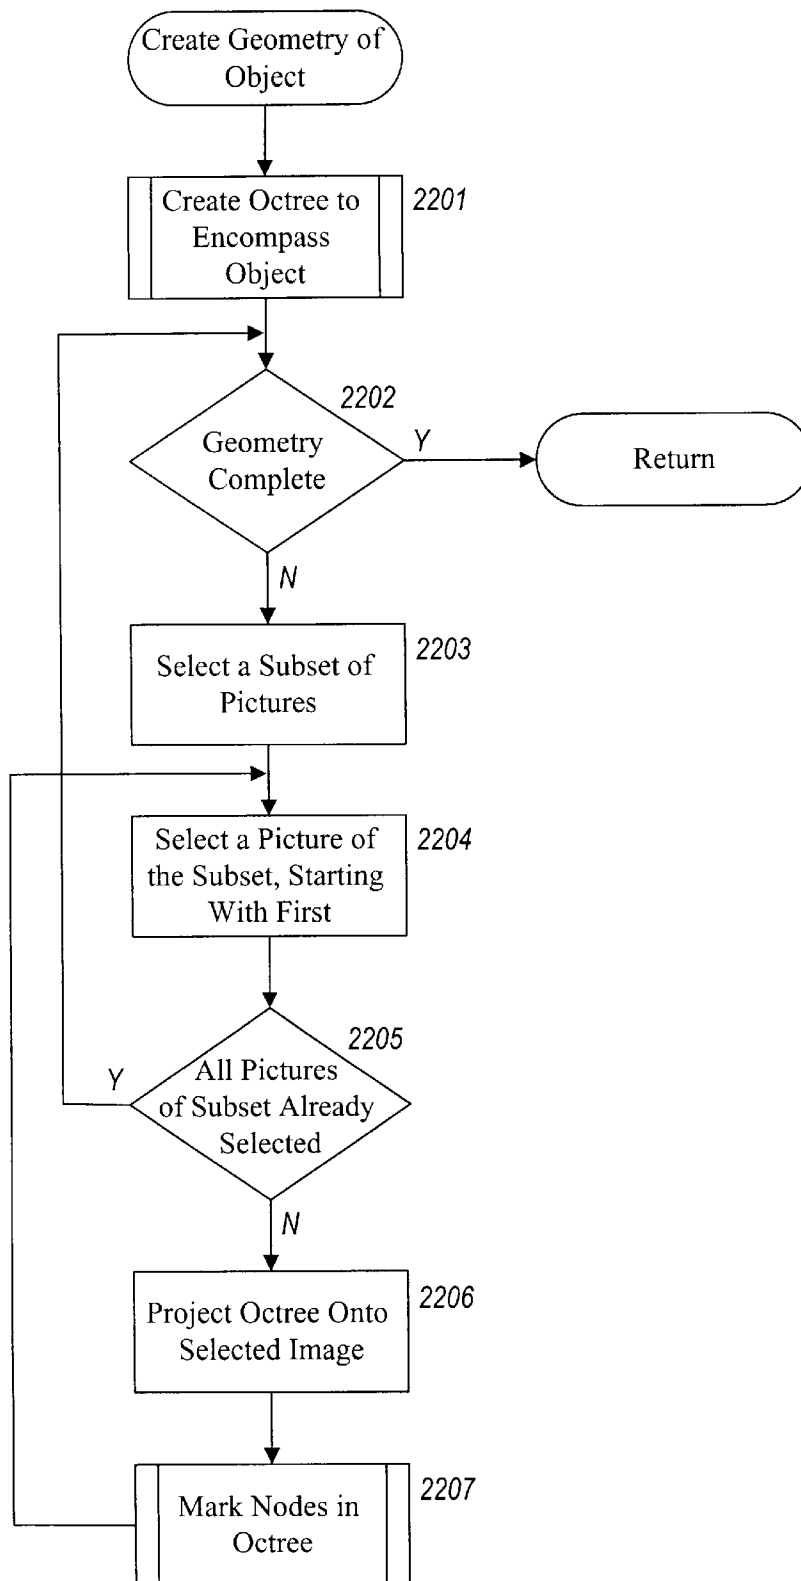 Create Geometry of
Object
Create Octree to
Encompass
Object
2201
2202
Geometry
Complete
Y
Return
N
Select a Subset of
Pictures
2203
Select a Picture of
the Subset, Starting
With First
2204
2205
Y
All Pictures
of Subset Already
Selected
N
Project Octree Onto
Selected Image
2206
Mark Nodes in
Octree
2207